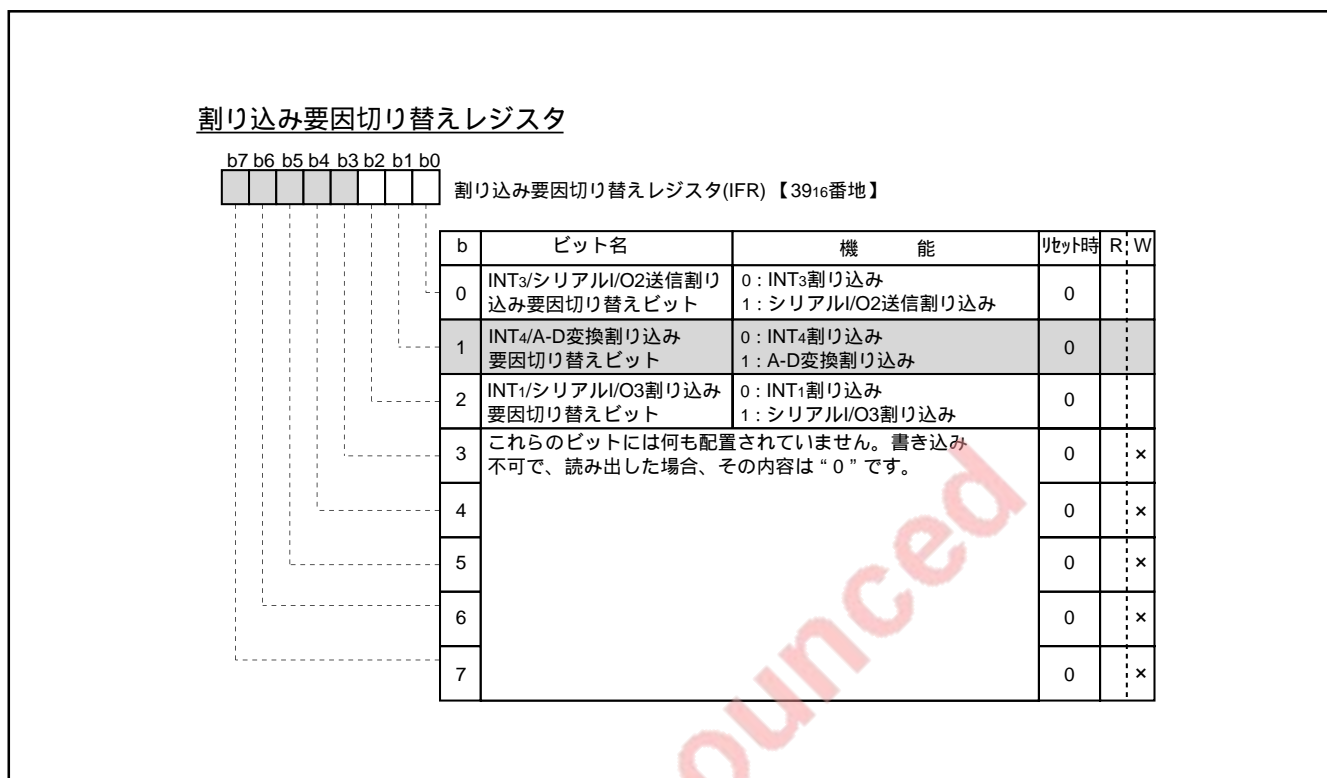 割り込み要因切り替えレジスタ
b7 b6 b5 b4 b3 b2 b1 b0
割り込み要因切り替えレジスタ(IFR) 【3916番地】
b ビット名 機 能 リセット時 R W
0 INT3/シリアルI/O2送信割り込み要因切り替えビット 0 : INT3割り込み 0
1 : シリアルI/O2送信割り込み
1 INT4/A-D変換割り込み 0 : INT4割り込み 0
要因切り替えビット 1 : A-D変換割り込み
2 INT1/シリアルI/O3割り込み 0 : INT1割り込み 0
要因切り替えビット 1 : シリアルI/O3割り込み
3 これらのビットには何も配置されていません。書き込み 0 ×
不可で、読み出した場合、その内容は“0”です。
4 0 ×
5 0 ×
6 0 ×
7 0 ×
ounced